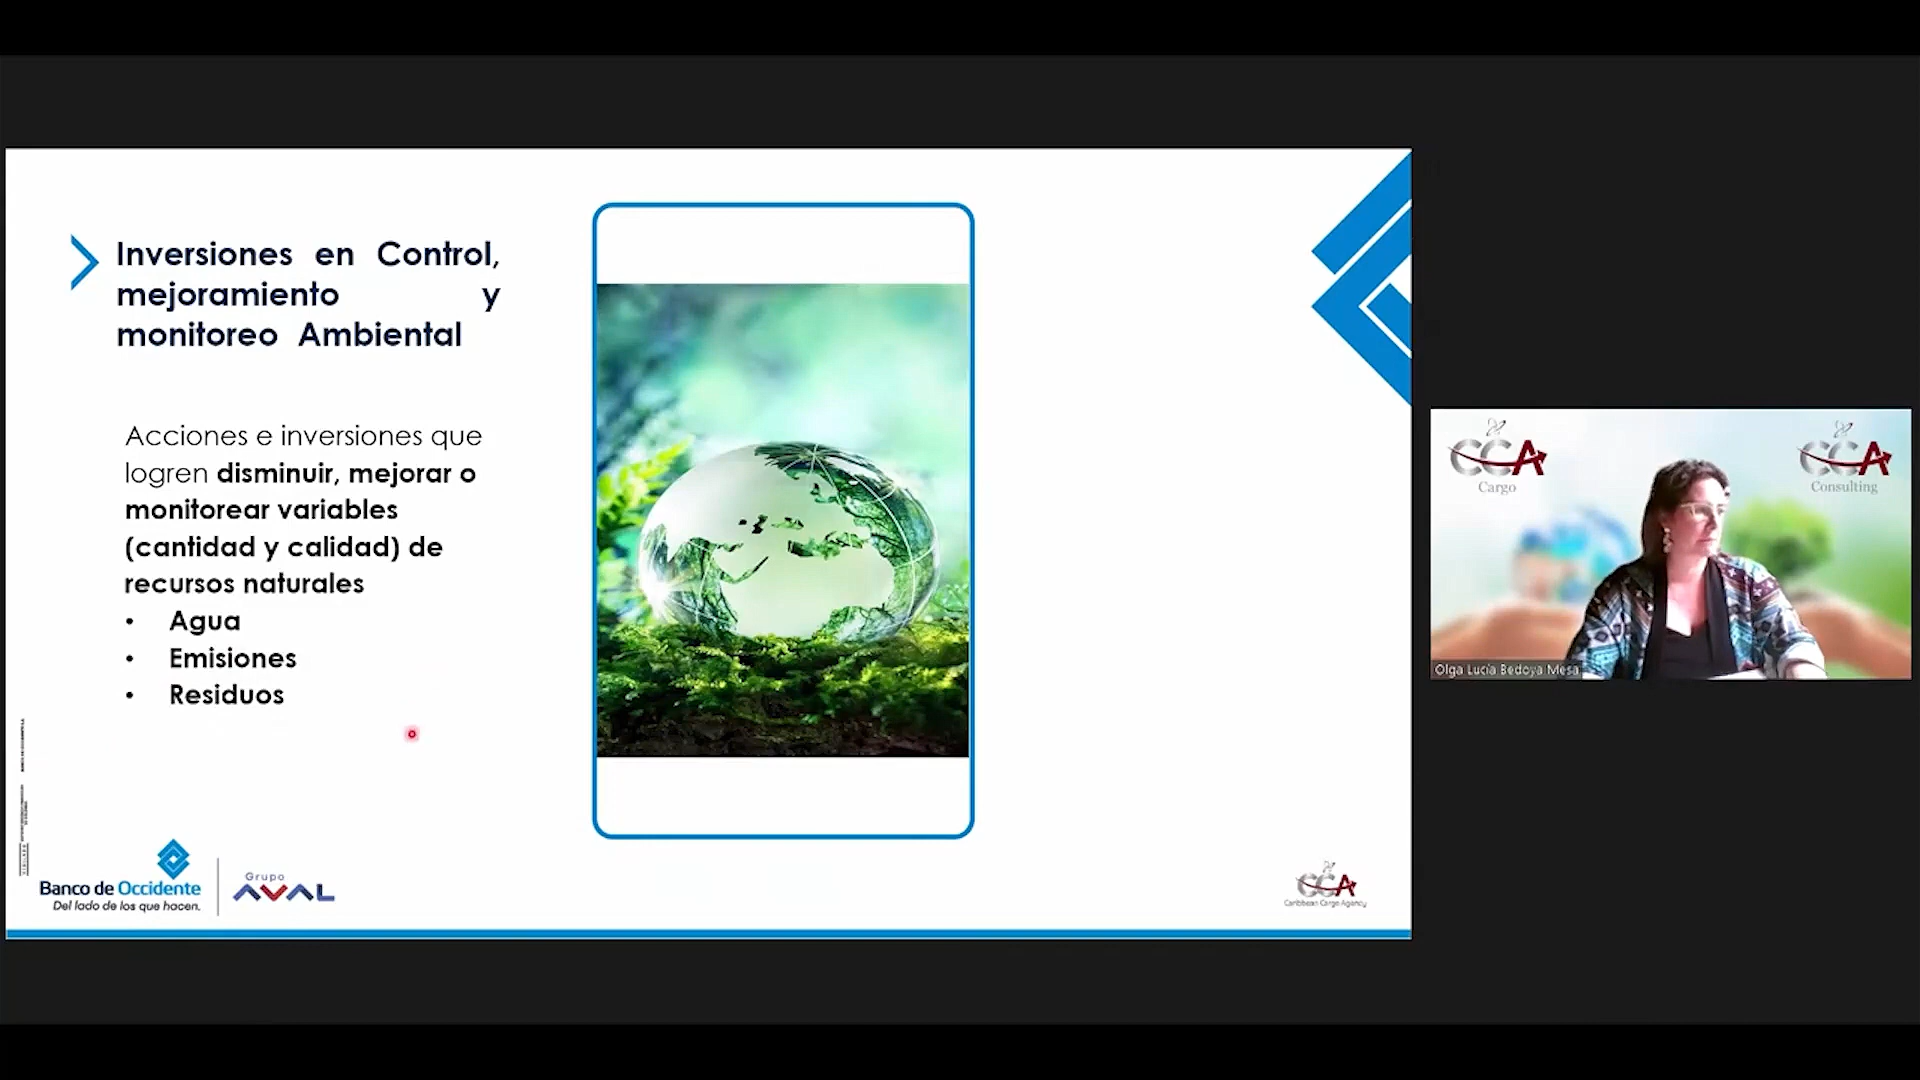 Inversiones en Control,
mejoramiento y
monitoreo Ambiental
Acciones e inversiones que
logren disminuir, mejorar o
monitorear variables
(cantidad y calidad) de
recursos naturales
• Agua
• Emisiones
• Residuos
Banco de Occidente
Del lado de los que hacen.
Grupo
AVAL
CCA
Caribbean Cargo Agency
CCA
Cargo
CCA
Consulting
Olga Lucía Bedoya Mesa